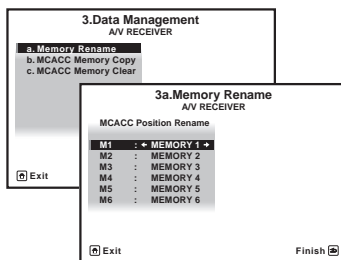 3.Data Management
A/V RECEIVER
a. Memory Rename
b. MCACC Memory Copy
c. MCACC Memory Clear
Exit
3a.Memory Rename
A/V RECEIVER
MCACC Position Rename
M1 : MEMORY 1
M2 : MEMORY 2
M3 : MEMORY 3
M4 : MEMORY 4
M5 : MEMORY 5
M6 : MEMORY 6
Exit Finish